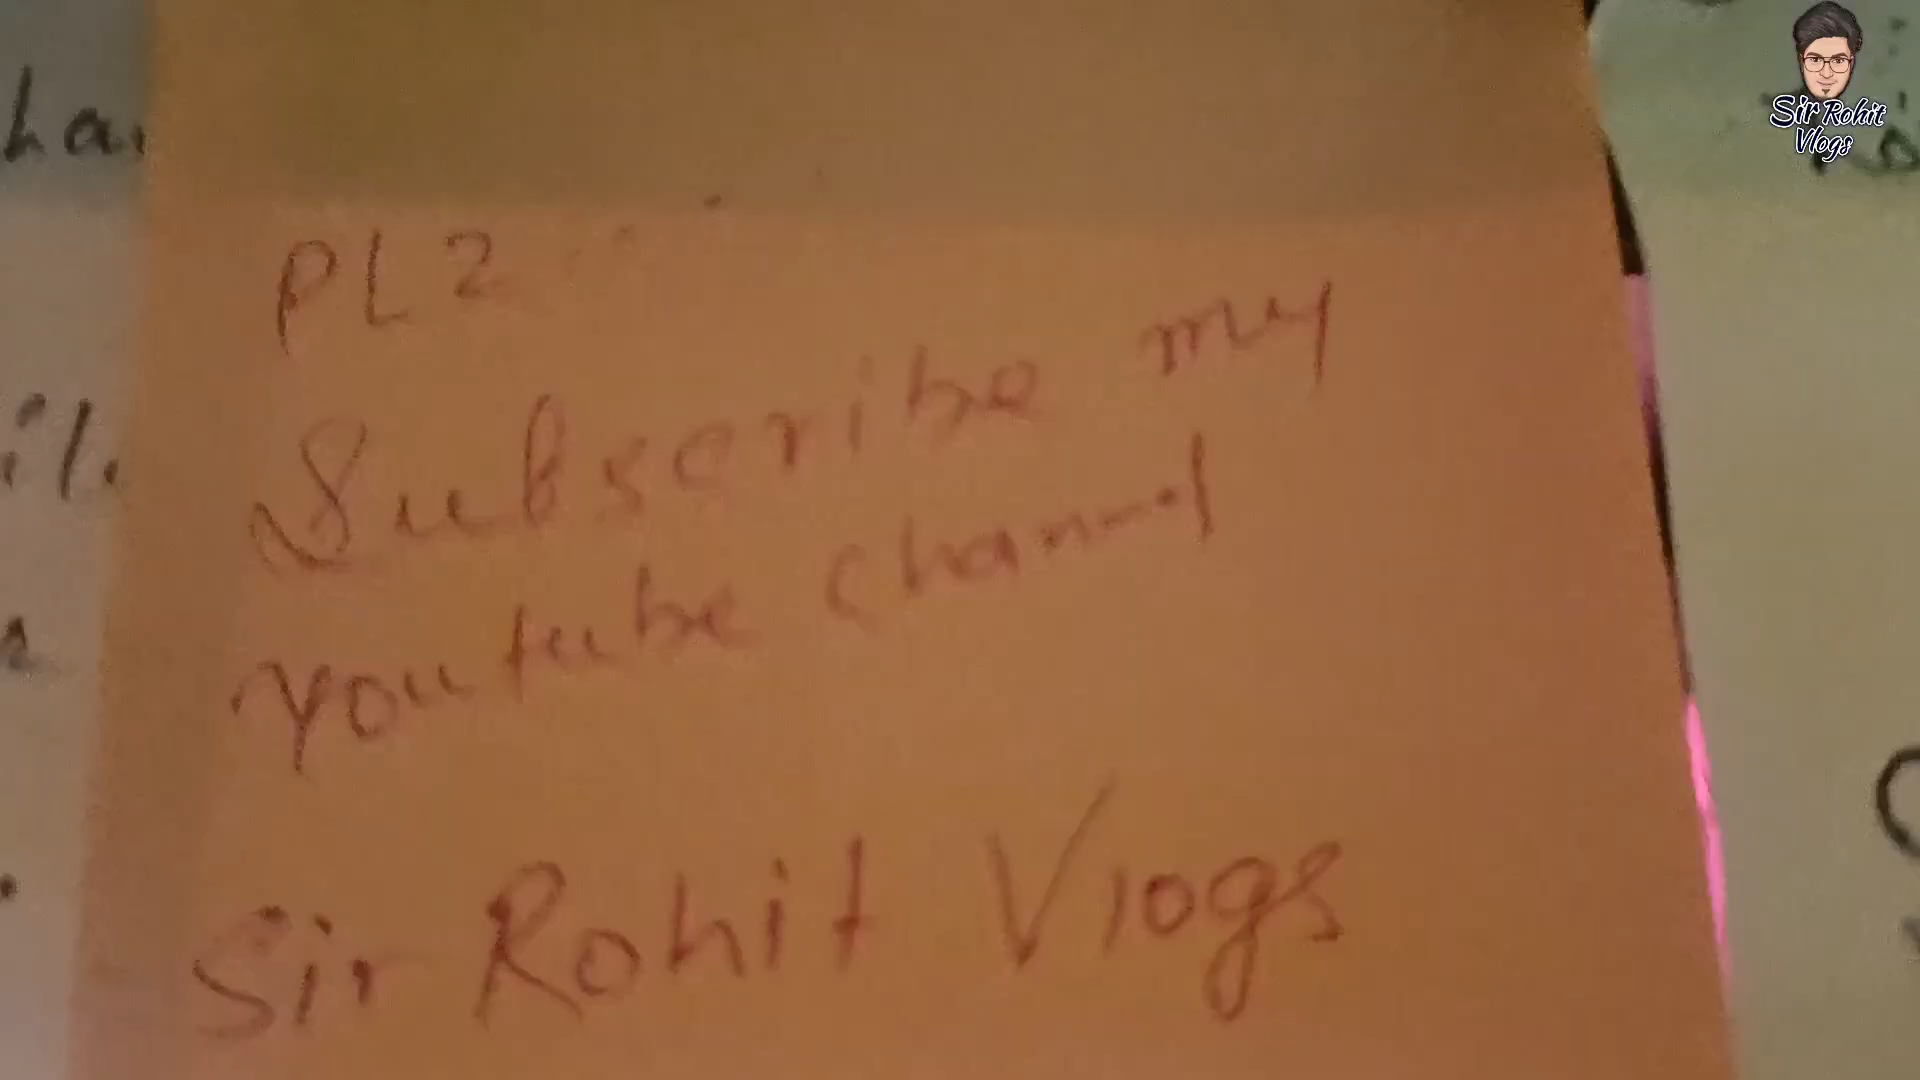 PLZ
Subscribe my
YouTube channel
Sir Rohit Vlogs
Sir Rohit
Vlogs